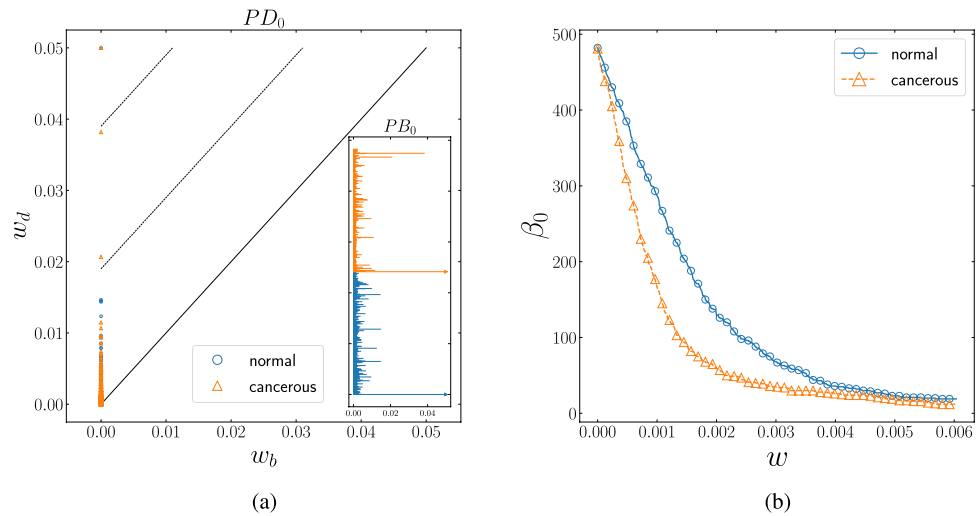 PD₀
0.05
0.04
0.03
0.02
0.01
0.00
w_d
0.00 0.01 0.02 0.03 0.04 0.05
w_b
normal
cancerous
PB₀
0.00 0.02 0.04
(a)
500
400
300
200
100
0
β₀
0.000 0.001 0.002 0.003 0.004 0.005 0.006
w
normal
cancerous
(b)